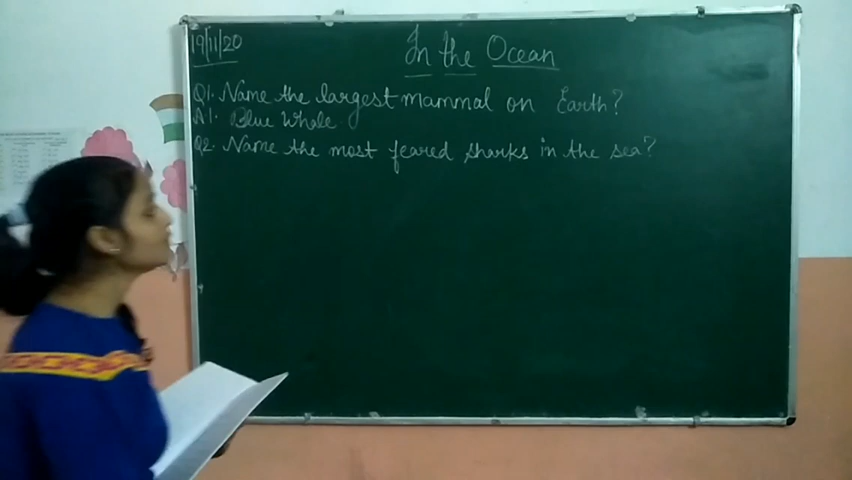 19/11/20
In the Ocean
Q1. Name the largest mammal on Earth?
A1. Blue Whale.
Q2. Name the most feared sharks in the sea?